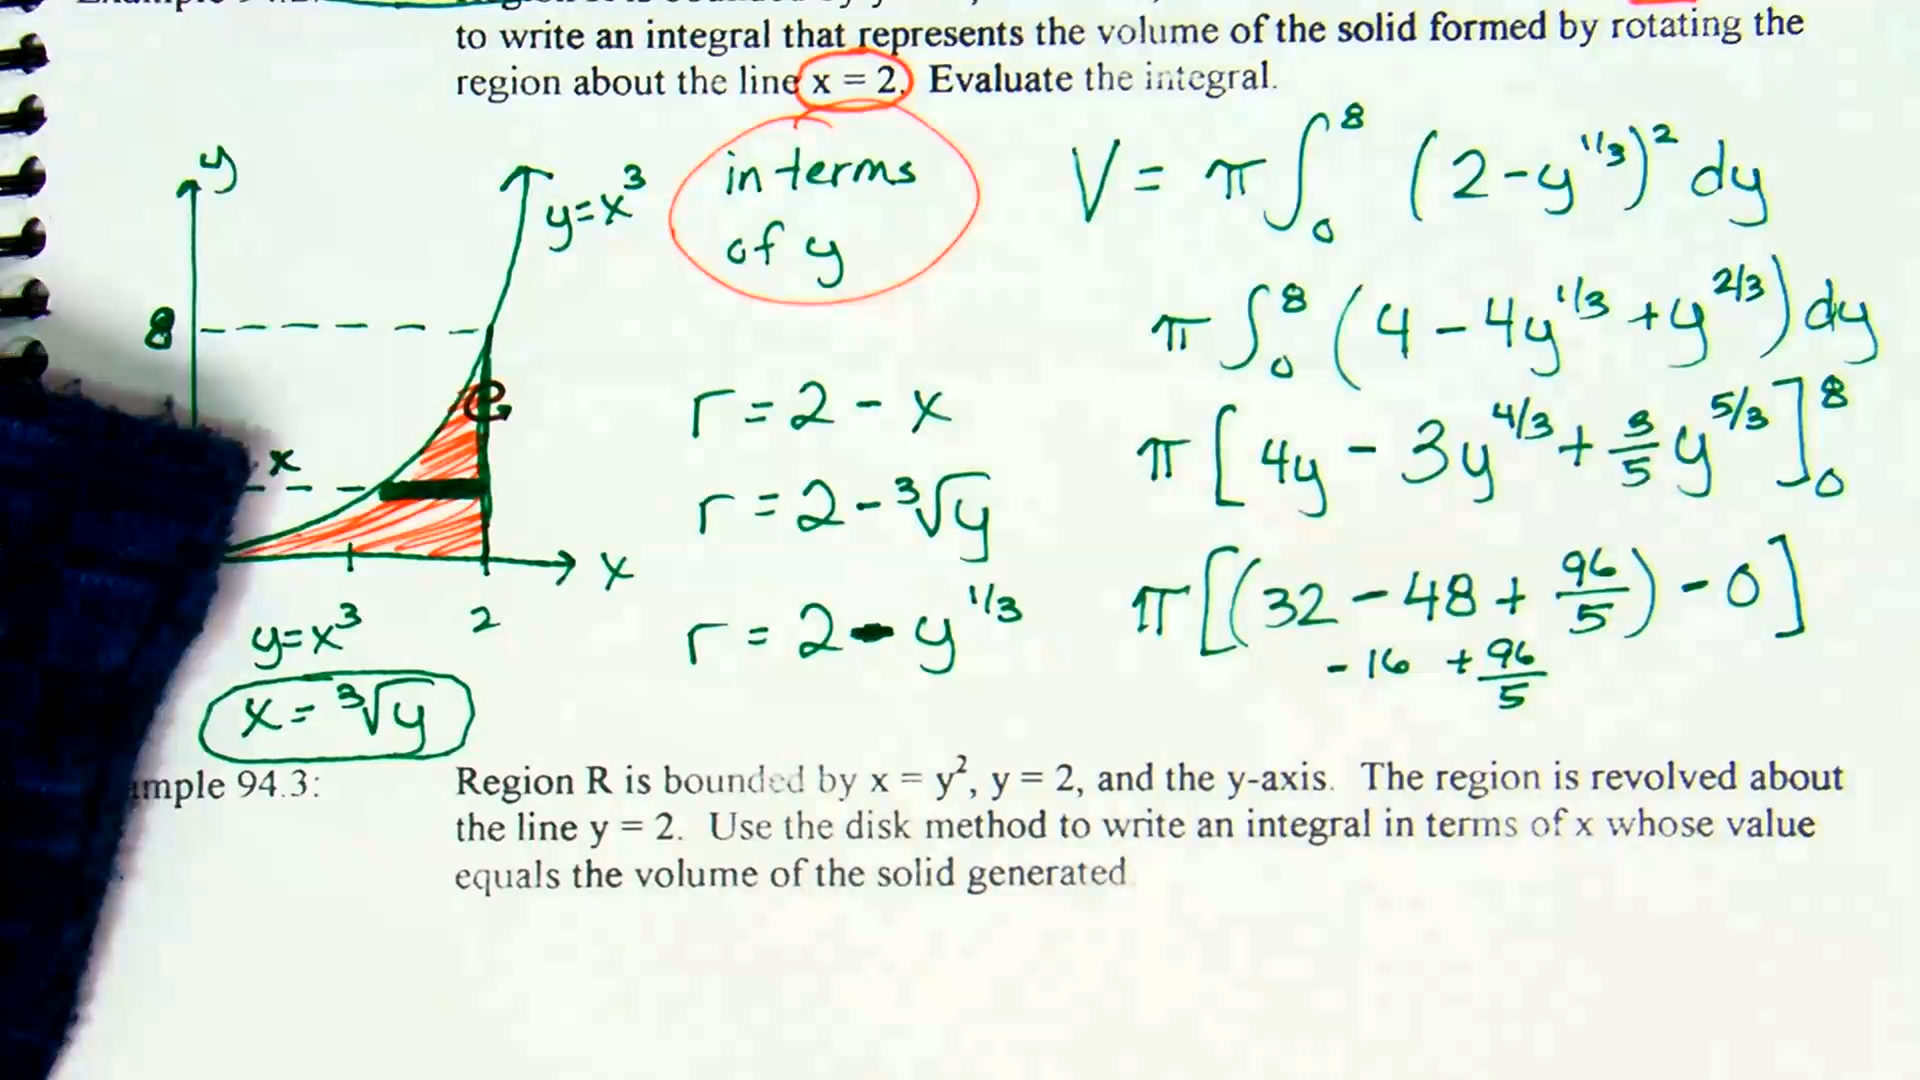 to write an integral that represents the volume of the solid formed by rotating the
region about the line x = 2. Evaluate the integral.
y
y=x³
8
x
x
2
y=x³
x=³√y
in terms
of y
r = 2 - x
r = 2 - ³√y
r = 2 - y^1/3
V = π∫₀⁸ (2-y^1/3)² dy
π∫₀⁸ (4 - 4y^1/3 + y^2/3) dy
π[4y - 3y^4/3 + 3/5 y^5/3]₀⁸
π[(32 - 48 + 96/5) - 0]
-16 + 96/5
mple 94.3:
Region R is bounded by x = y², y = 2, and the y-axis. The region is revolved about
the line y = 2. Use the disk method to write an integral in terms of x whose value
equals the volume of the solid generated